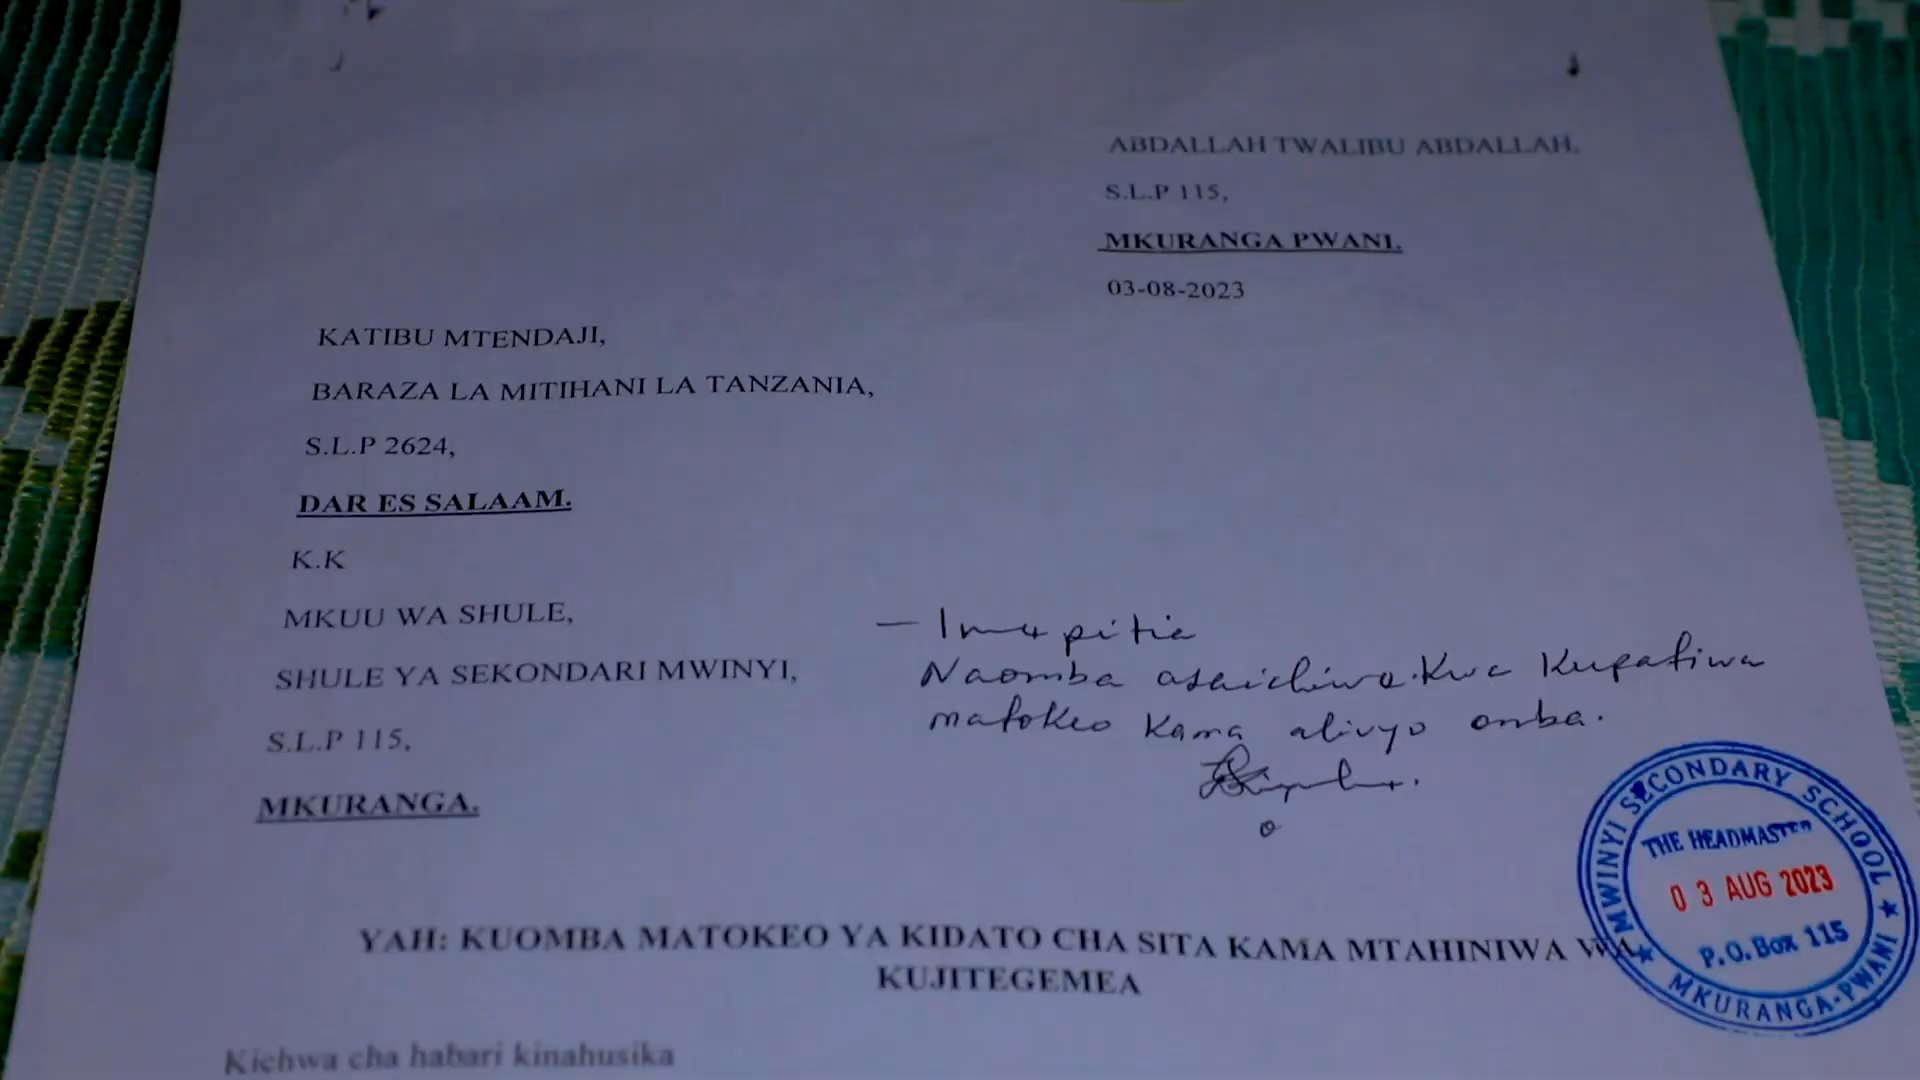 ABDALLAH TWALIBU ABDALLAH,
S.L.P 115,
MKURANGA PWANI.
03-08-2023
KATIBU MTENDAJI,
BARAZA LA MITIHANI LA TANZANIA,
S.L.P 2624,
DAR ES SALAAM.
K.K
MKUU WA SHULE,
SHULE YA SEKONDARI MWINYI,
S.L.P 115,
MKURANGA.
– Imepitia
Naomba asaidiwe kwa kupatiwa
matokeo kama alivyo omba.
MWINYI SECONDARY SCHOOL
THE HEADMASTER
03 AUG 2023
P.O.Box 115
★ MKURANGA-PWANI ★
YAH: KUOMBA MATOKEO YA KIDATO CHA SITA KAMA MTAHINIWA WA
KUJITEGEMEA
Kichwa cha habari kinahusika